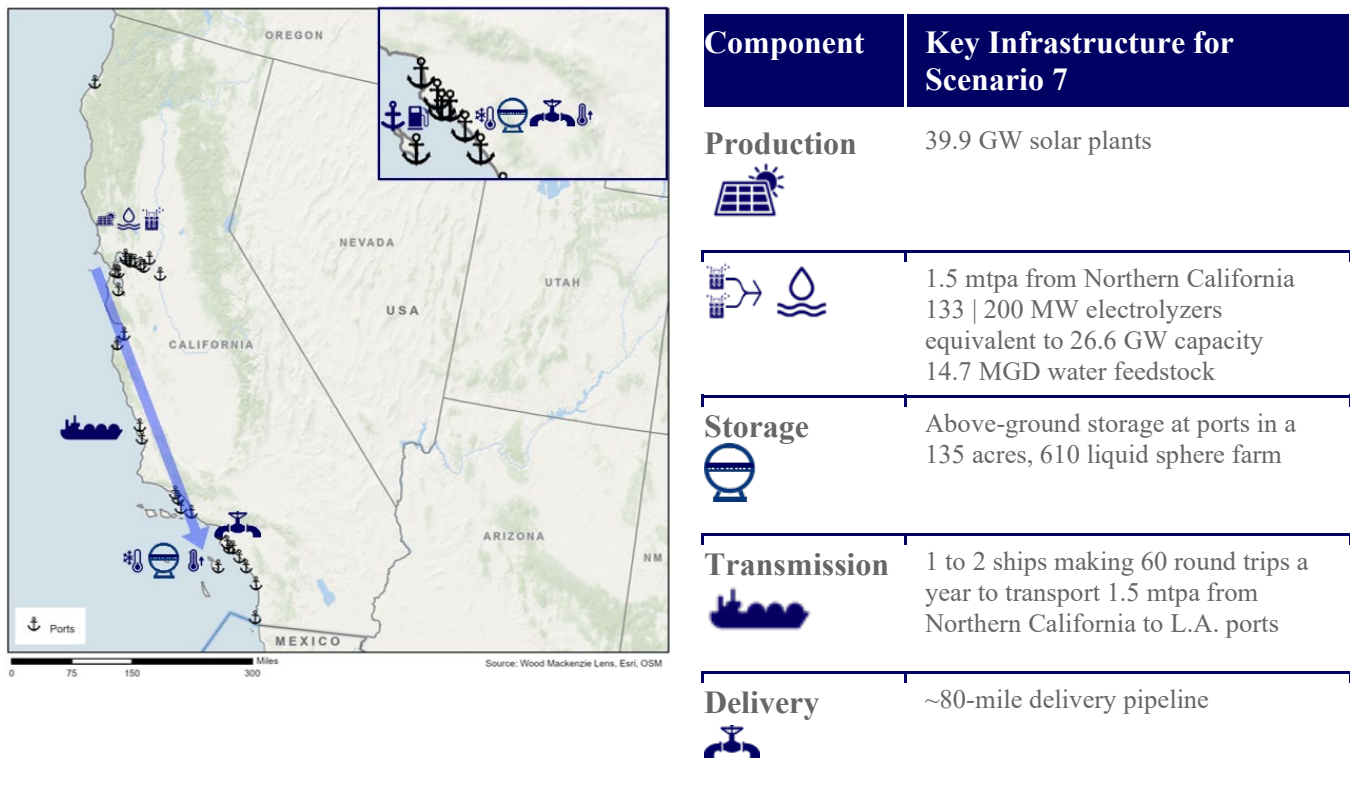 OREGON
NEVADA
UTAH
USA
CALIFORNIA
ARIZONA
NM
MEXICO
Ports
0 75 150 300 Miles
Source: Wood Mackenzie Lens, Esri, OSM
Component
Key Infrastructure for
Scenario 7
Production
39.9 GW solar plants
1.5 mtpa from Northern California
133 | 200 MW electrolyzers
equivalent to 26.6 GW capacity
14.7 MGD water feedstock
Storage
Above-ground storage at ports in a
135 acres, 610 liquid sphere farm
Transmission
1 to 2 ships making 60 round trips a
year to transport 1.5 mtpa from
Northern California to L.A. ports
Delivery
~80-mile delivery pipeline